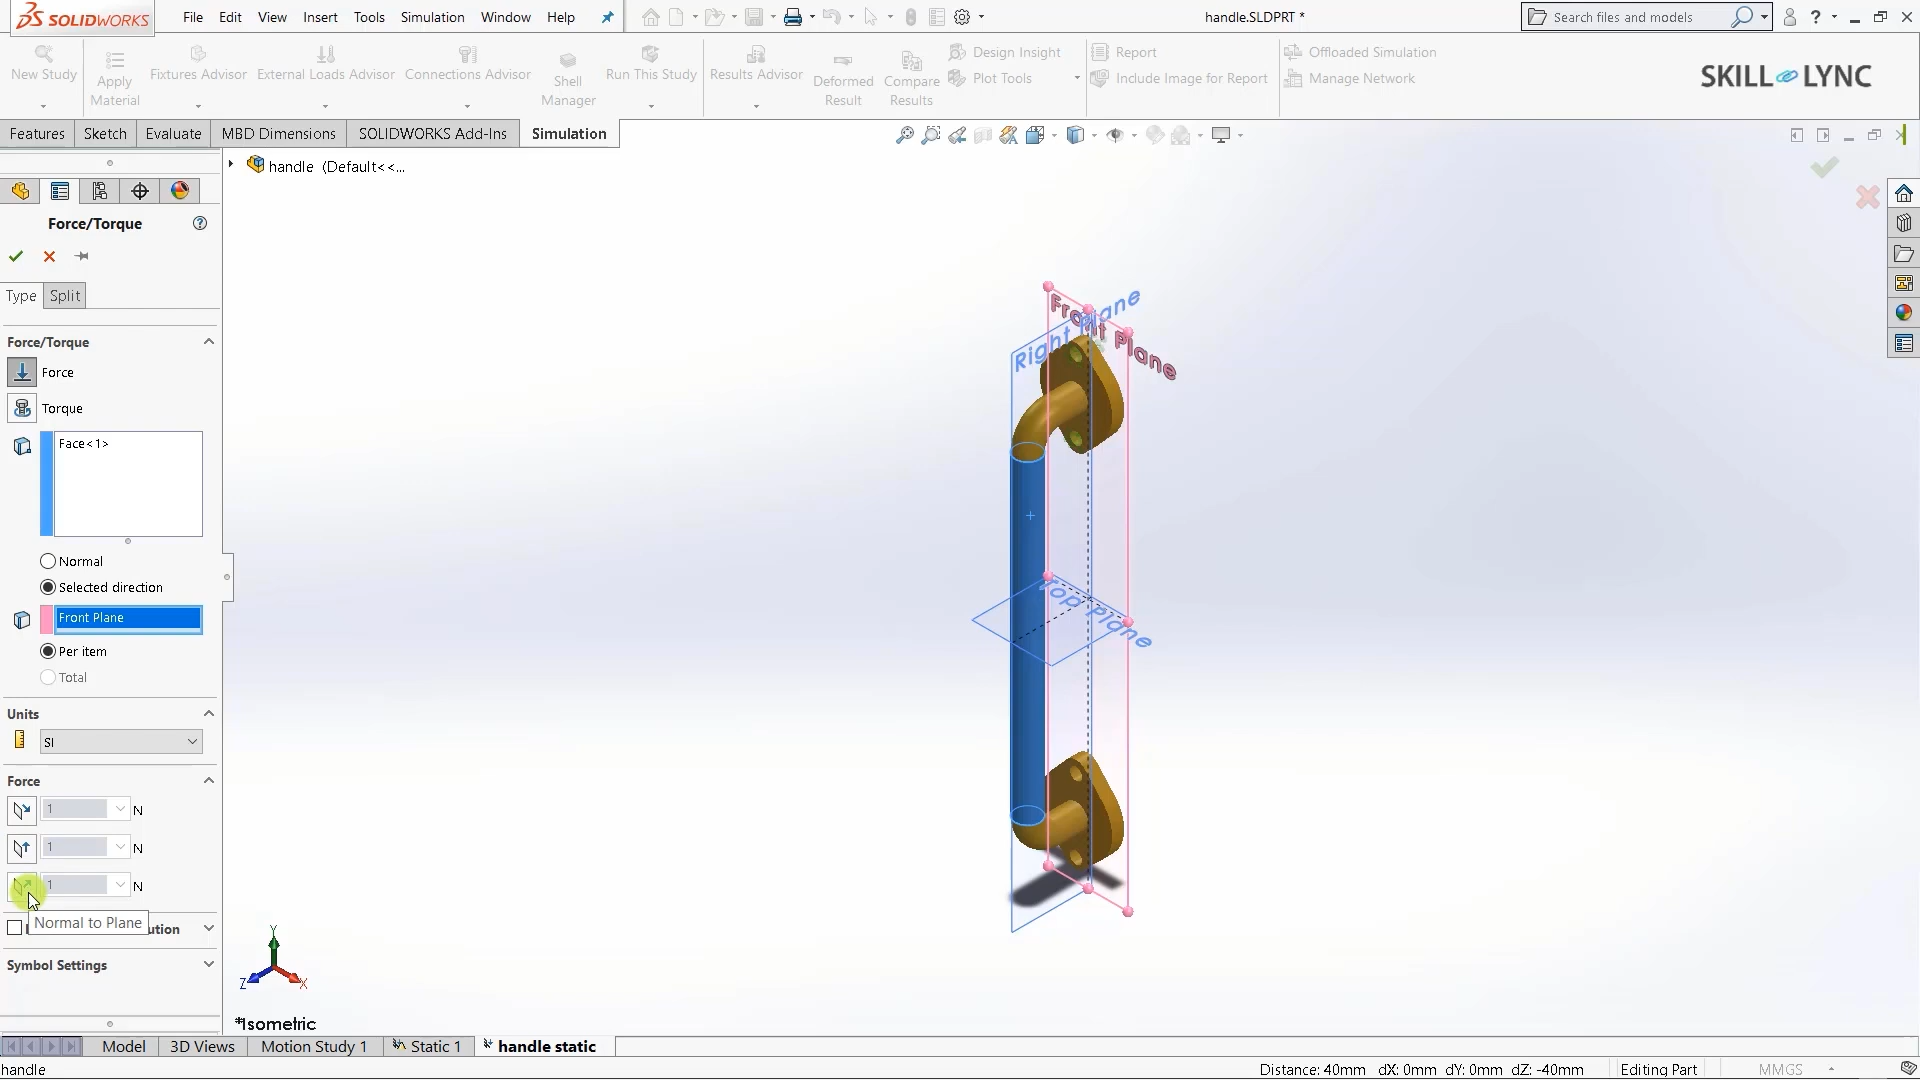 SOLIDWORKS
File Edit View Insert Tools Simulation Window Help
handle.SLDPRT *
Search files and models
New Study
Apply Material
Fixtures Advisor
External Loads Advisor
Connections Advisor
Shell Manager
Run This Study
Results Advisor
Deformed Result
Compare Results
Design Insight
Plot Tools
Report
Include Image for Report
Offloaded Simulation
Manage Network
SKILL LYNC
Features Sketch Evaluate MBD Dimensions SOLIDWORKS Add-Ins Simulation
handle (Default<<...
Force/Torque
Type Split
Force/Torque
Force
Torque
Face<1>
Normal
Selected direction
Front Plane
Per item
Total
Units
SI
Force
1 N
1 N
1 N
Normal to Plane
ution
Symbol Settings
Front Plane
Right Plane
Top Plane
Y
Z
X
*Isometric
Model 3D Views Motion Study 1 Static 1 handle static
handle
Distance: 40mm dX: 0mm dY: 0mm dZ: -40mm Editing Part MMGS